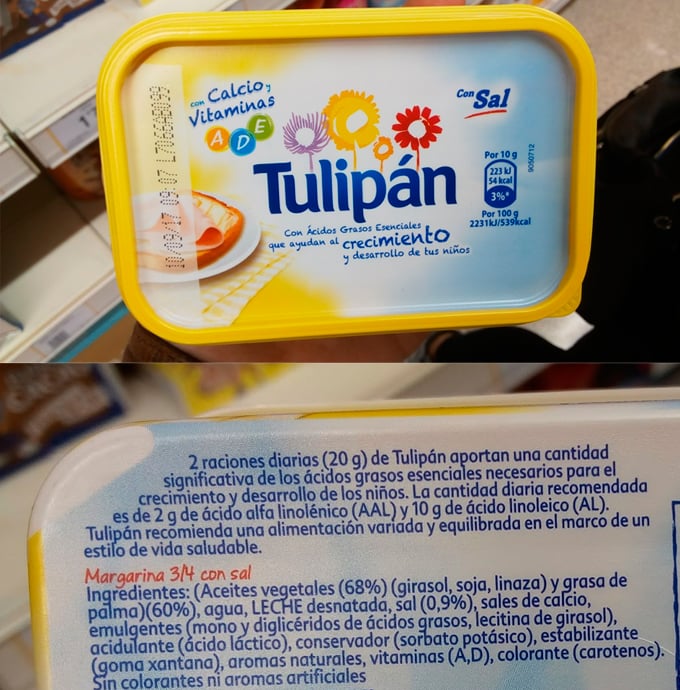 con Calcio y
Vitaminas
A D E
Con Sal
Tulipán
Con Ácidos Grasos Esenciales
que ayudan al crecimiento
y desarrollo de tus niños
Por 10 g
223 kJ
54 kcal
3%*
Por 100 g
2231kJ/539kcal
9050712
2 raciones diarias (20 g) de Tulipán aportan una cantidad
significativa de los ácidos grasos esenciales necesarios para el
crecimiento y desarrollo de los niños. La cantidad diaria recomendada
es de 2 g de ácido alfa linolénico (AAL) y 10 g de ácido linoleico (AL).
Tulipán recomienda una alimentación variada y equilibrada en el marco de un
estilo de vida saludable.
Margarina 3/4 con sal
Ingredientes: (Aceites vegetales (68%) (girasol, soja, linaza) y grasa de
palma)(60%), agua, LECHE desnatada, sal (0,9%), sales de calcio,
emulgentes (mono y diglicéridos de ácidos grasos, lecitina de girasol),
acidulante (ácido láctico), conservador (sorbato potásico), estabilizante
(goma xantana), aromas naturales, vitaminas (A,D), colorante (carotenos).
Sin colorantes ni aromas artificiales